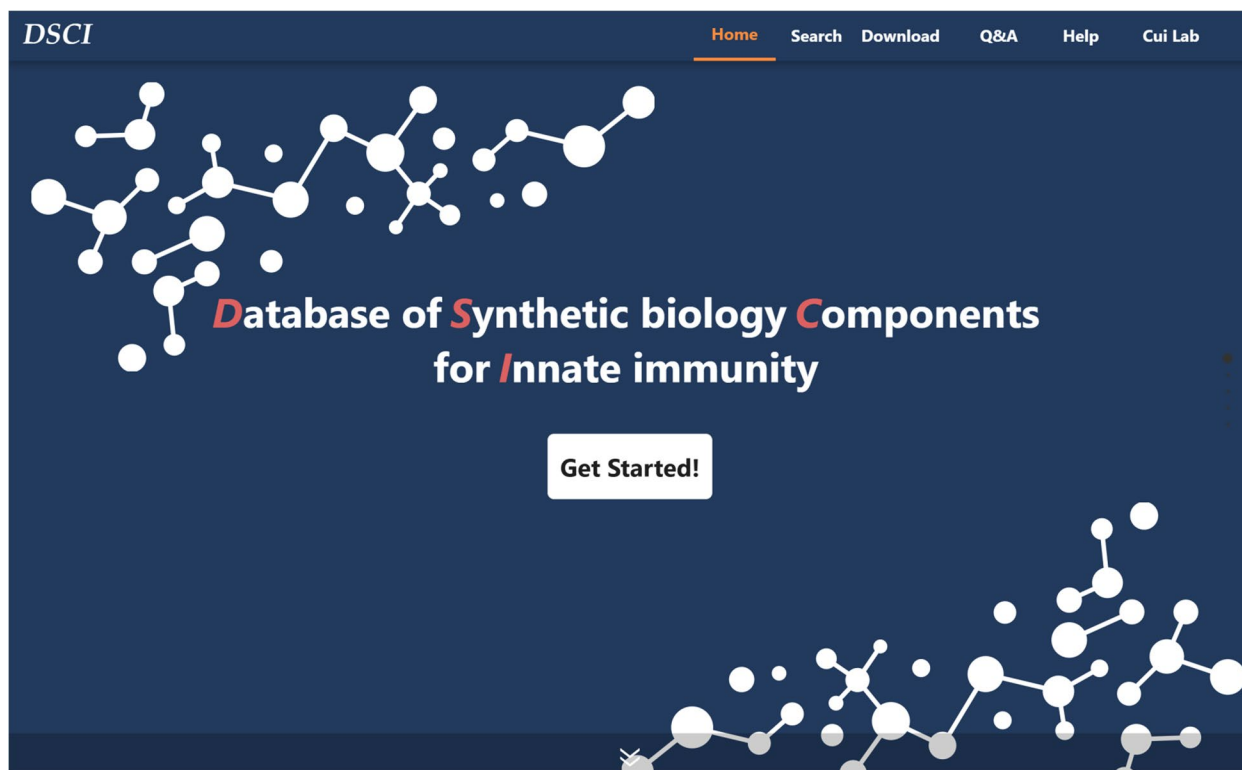 DSCI
Home Search Download Q&A Help Cui Lab
Database of Synthetic biology Components
for Innate immunity
Get Started!